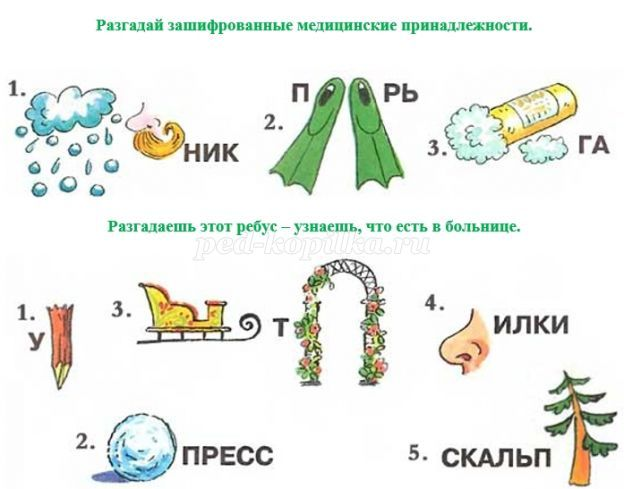 Разгадай зашифрованные медицинские принадлежности.
1. НИК
2. П РЬ
3. ГА
Разгадаешь этот ребус – узнаешь, что есть в больнице.
ped-kopilka.ru
1. У
3. Т
4. ИЛКИ
2. ПРЕСС
5. СКАЛЬП